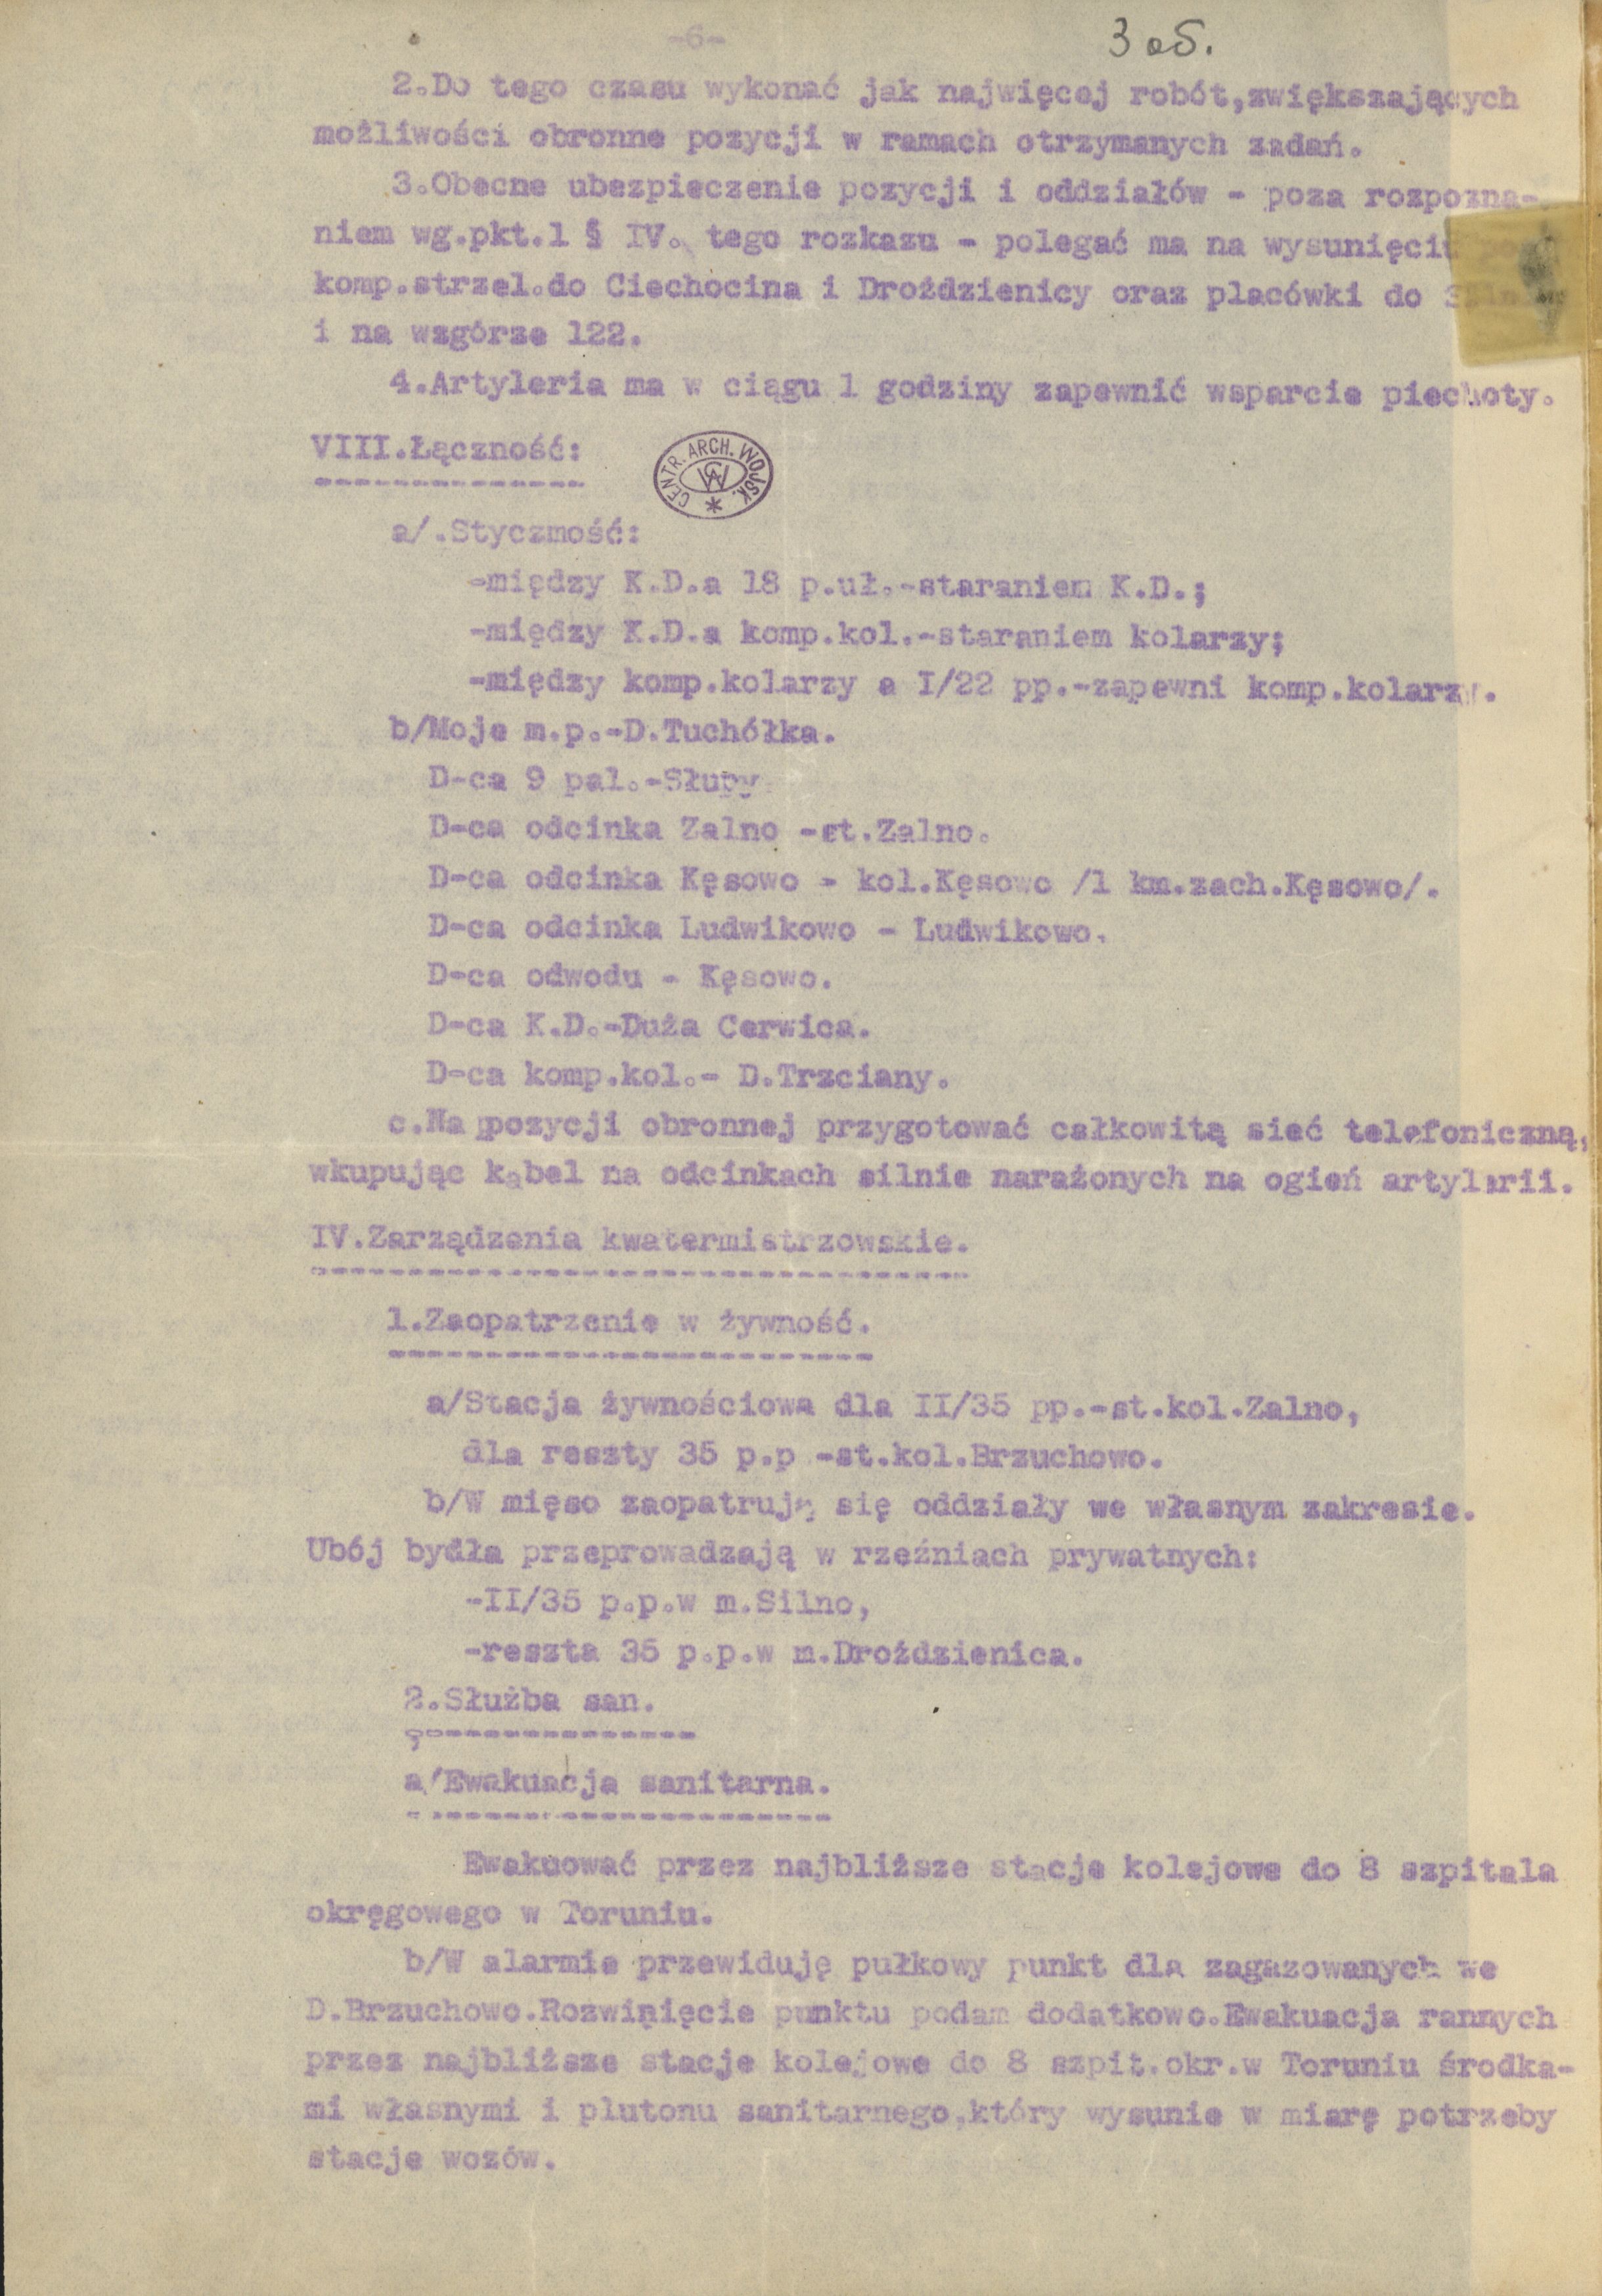 -6-
3 об.
2.Do tego czasu wykonać jak najwięcej robót,zwiększających
możliwości obronne pozycji w ramach otrzymanych zadań.
3.Obecne ubezpieczenie pozycji i oddziałów - poza rozpozna-
niem wg.pkt.1 § IV. tego rozkazu - polegać ma na wysunięciu
komp.strzel.do Ciechocina i Droździenicy oraz placówki do
i na wzgórze 122.
4.Artyleria ma w ciągu 1 godziny zapewnić wsparcie piechoty.
VIII.Łączność:
CENTR. ARCH. WOJSK.
CAW
a/.Styczmość:
-między K.D.a 18 p.uł.-staraniem K.D.;
-między K.D.a komp.kol.-staraniem kolarzy;
-między komp.kolarzy a I/22 pp.-zapewni komp.kolarzy.
b/Moje m.p.-D.Tuchółka.
D-ca 9 pal.-Słupy.
D-ca odcinka Zalno -st.Zalno.
D-ca odcinka Kęsowo - kol.Kęsowo /1 km.zach.Kęsowo/.
D-ca odcinka Ludwikowo - Ludwikowo.
D-ca odwodu - Kęsowo.
D-ca K.D.-Duża Cerwica.
D-ca komp.kol.- D.Trzciany.
c.Na pozycji obronnej przygotować całkowitą sieć telefoniczną,
wkupując kabel na odcinkach silnie narażonych na ogień artylerii.
IV.Zarządzenia kwatermistrzowskie.
1.Zaopatrzenie w żywność.
a/Stacja żywnościowa dla II/35 pp.-st.kol.Zalno,
dla reszty 35 p.p -st.kol.Brzuchowo.
b/W mięso zaopatrują się oddziały we własnym zakresie.
Ubój bydła przeprowadzają w rzeźniach prywatnych:
-II/35 p.p.w m.Silno,
-reszta 35 p.p.w m.Droździenica.
2.Służba san.
a/Ewakuacja sanitarna.
Ewakuować przez najbliższe stacje kolejowe do 8 szpitala
okręgowego w Toruniu.
b/W alarmie przewiduję pułkowy punkt dla zagazowanych we
D.Brzuchowo.Rozwinięcie punktu podam dodatkowo.Ewakuacja rannych
przez najbliższe stacje kolejowe do 8 szpit.okr.w Toruniu środka-
mi własnymi i plutonu sanitarnego,który wysunie w miarę potrzeby
stacje wozów.